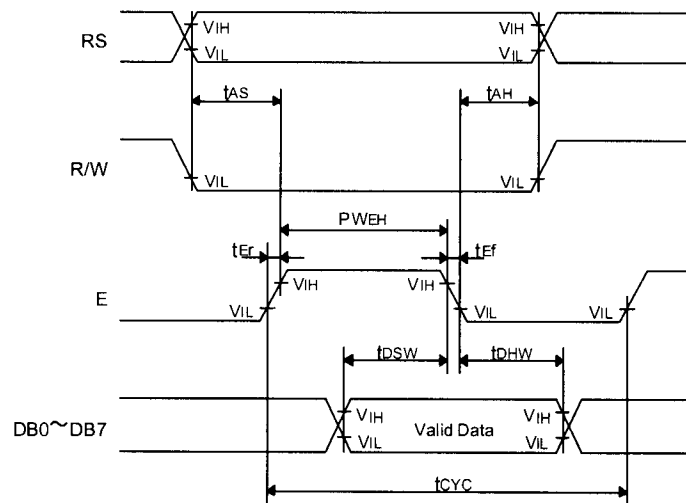 RS
VIH
VIH
VIL
VIL
tAS
tAH
R/W
VIL
VIL
PWEH
tEr
tEf
E
VIH
VIH
VIL
VIL
VIL
tDSW
tDHW
DB0~DB7
VIH
Valid Data
VIH
VIL
VIL
tCYC